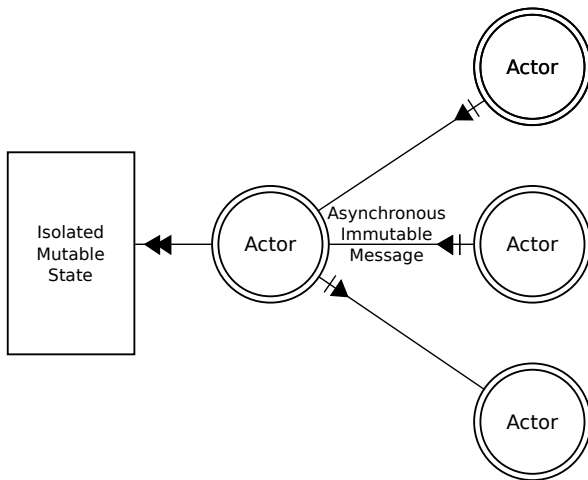 Actor
Isolated
Mutable
State
Actor
Asynchronous
Immutable
Message
Actor
Actor